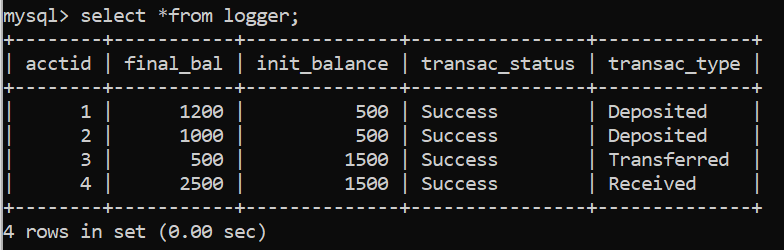 mysql> select *from logger;
+--------+-----------+--------------+----------------+--------------+
| acctid | final_bal | init_balance | transac_status | transac_type |
+--------+-----------+--------------+----------------+--------------+
|      1 |      1200 |          500 | Success        | Deposited    |
|      2 |      1000 |          500 | Success        | Deposited    |
|      3 |       500 |         1500 | Success        | Transferred  |
|      4 |      2500 |         1500 | Success        | Received     |
+--------+-----------+--------------+----------------+--------------+
4 rows in set (0.00 sec)